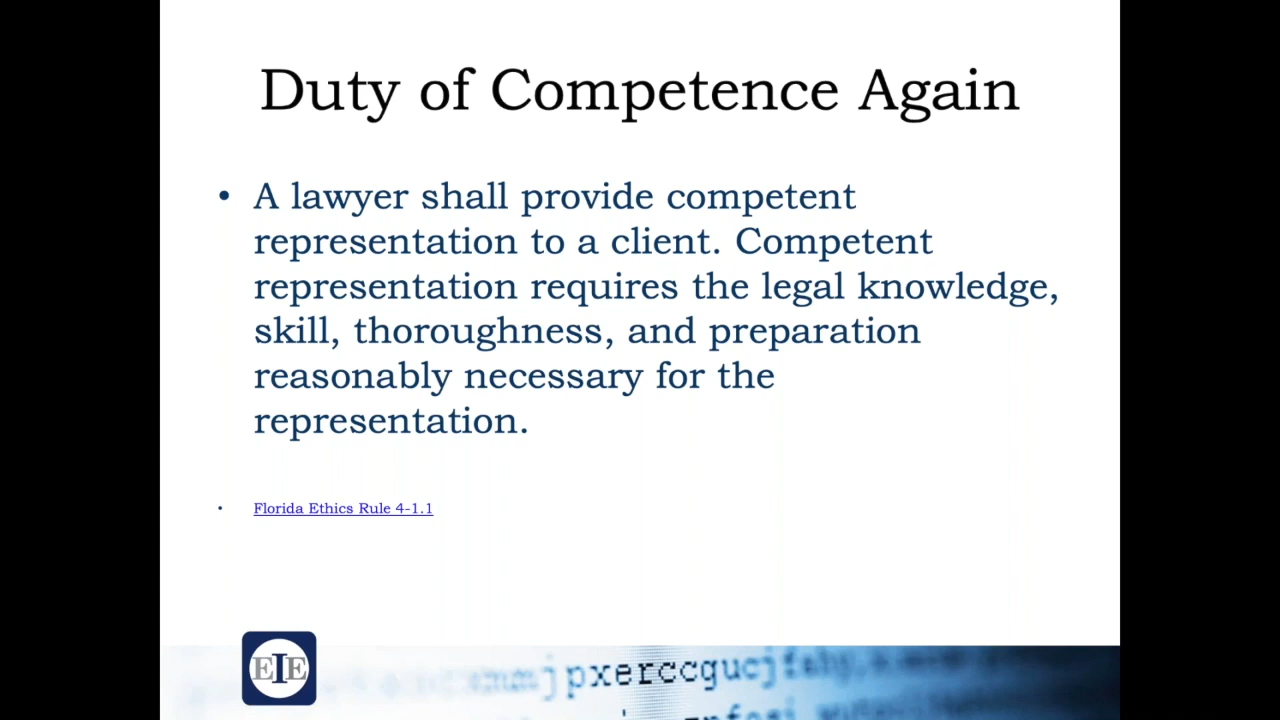 Duty of Competence Again
• A lawyer shall provide competent
representation to a client. Competent
representation requires the legal knowledge,
skill, thoroughness, and preparation
reasonably necessary for the
representation.
• Florida Ethics Rule 4-1.1
EIE
jpxerccgucjfahp